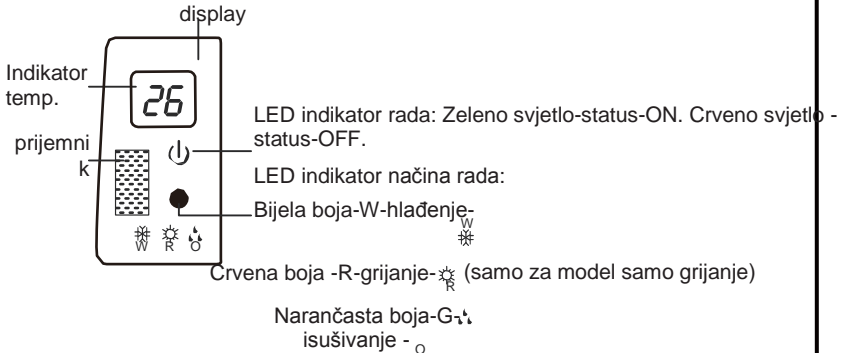 display
Indikator
temp.
26
prijemni
k
LED indikator rada: Zeleno svjetlo-status-ON. Crveno svjetlo -
status-OFF.
LED indikator načina rada:
Bijela boja-W-hlađenje-
W
W R O
Crvena boja -R-grijanje- R (samo za model samo grijanje)
Narančasta boja-G-
isušivanje - O